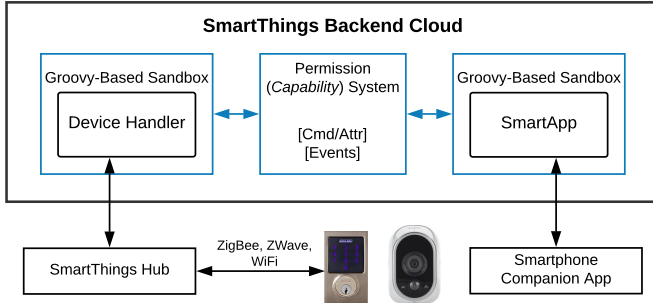 SmartThings Backend Cloud
Groovy-Based Sandbox
Device Handler
Permission
(Capability) System
[Cmd/Attr]
[Events]
Groovy-Based Sandbox
SmartApp
SmartThings Hub
ZigBee, ZWave,
WiFi
Smartphone
Companion App